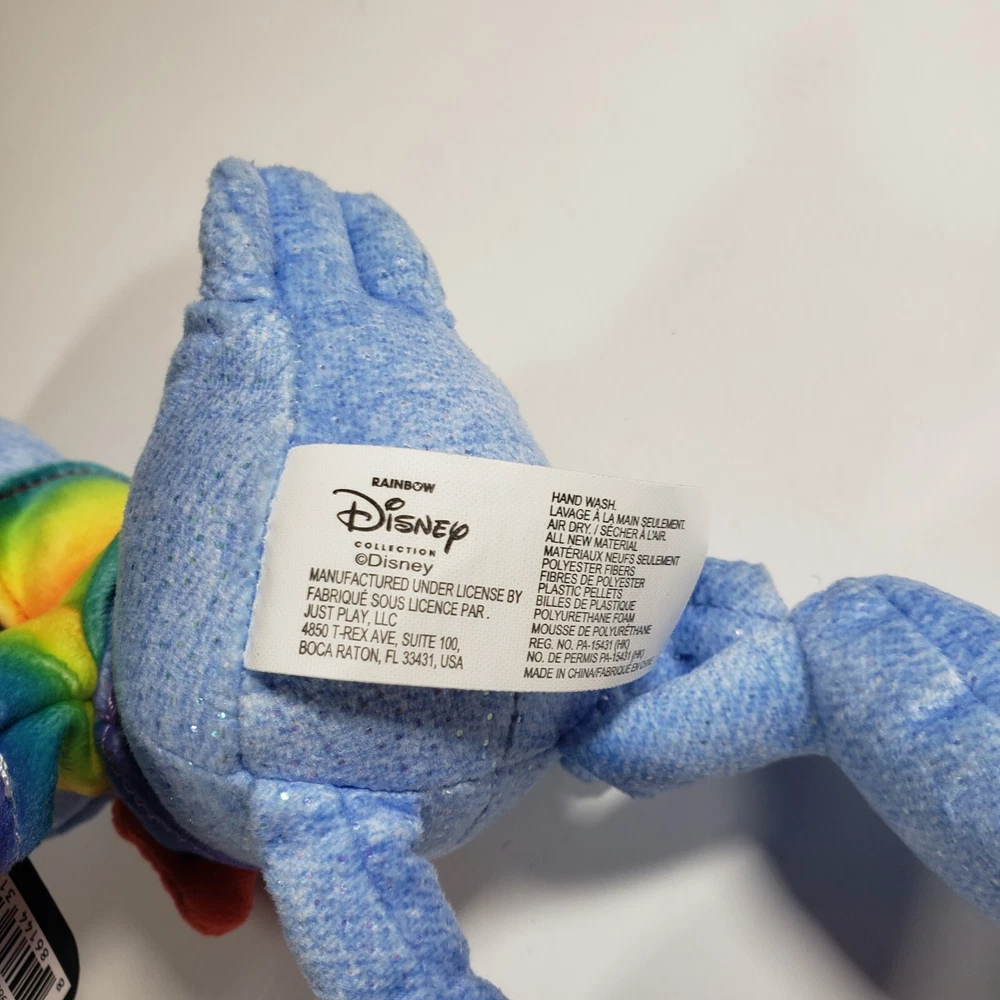 RAINBOW
Disney
COLLECTION
©Disney
MANUFACTURED UNDER LICENSE BY
FABRIQUÉ SOUS LICENCE PAR.
JUST PLAY, LLC
4850 T-REX AVE, SUITE 100,
BOCA RATON, FL 33431, USA
HAND WASH.
LAVAGE À LA MAIN SEULEMENT.
AIR DRY. / SÉCHER À L'AIR.
ALL NEW MATERIAL
MATÉRIAUX NEUFS SEULEMENT
POLYESTER FIBERS
FIBRES DE POLYESTER
PLASTIC PELLETS
BILLES DE PLASTIQUE
POLYURETHANE FOAM
MOUSSE DE POLYURÉTHANE
REG. NO. PA-15431 (HK)
NO. DE PERMIS PA-15431 (HK)
MADE IN CHINA/FABRIQUÉ EN CHINE
8 86144 31